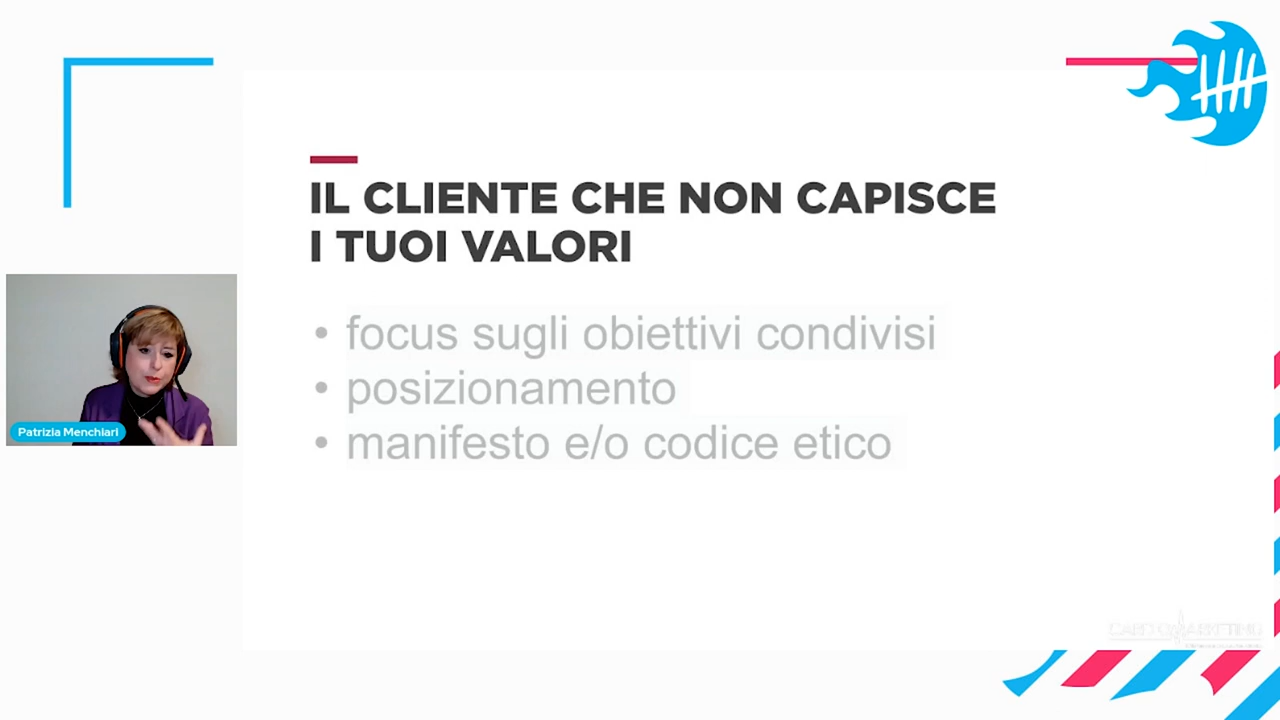 IL CLIENTE CHE NON CAPISCE
I TUOI VALORI
• focus sugli obiettivi condivisi
• posizionamento
• manifesto e/o codice etico
Patrizia Menchiari